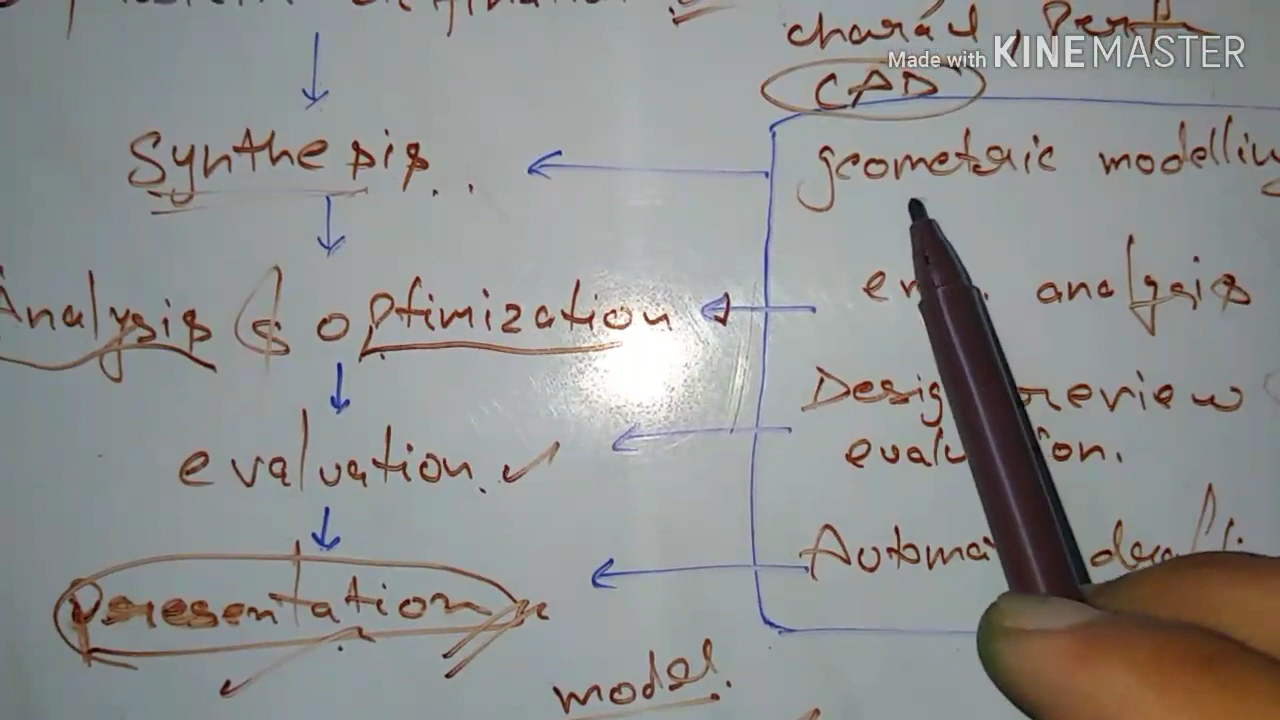 Made with KINEMASTER
CAD
Synthesis..
geometric modelling
Analysis & optimization
analysis
Design review
evaluation.
evaluation.
Presentation
model.